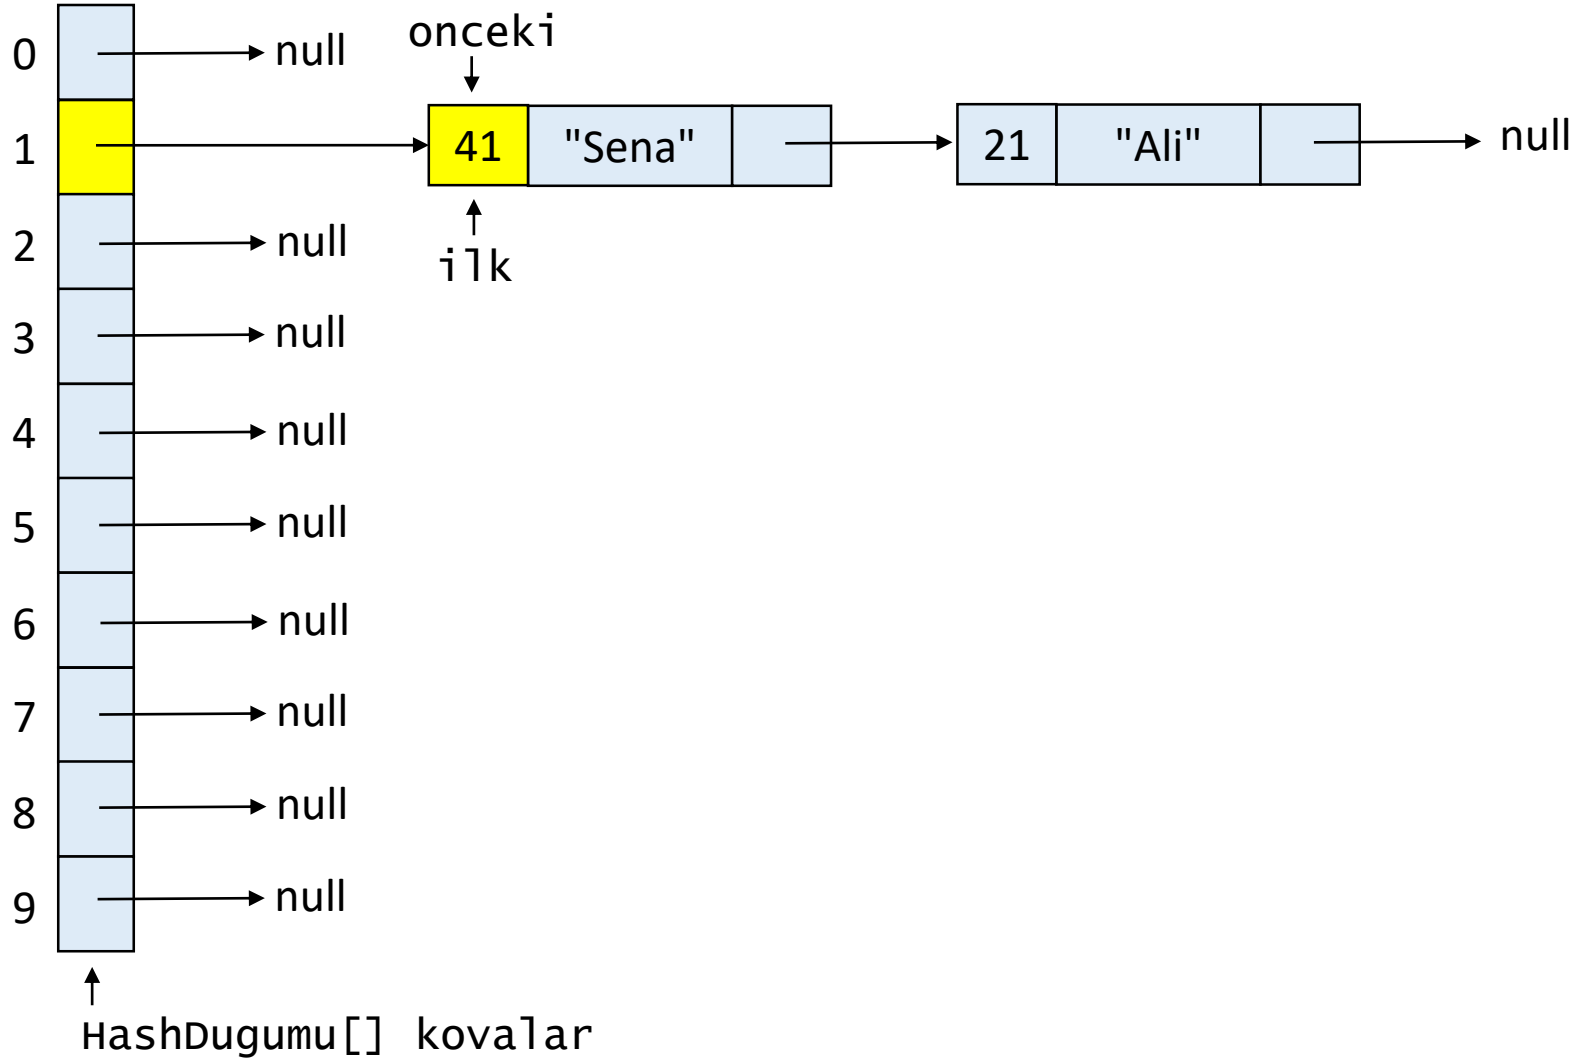 onceki
0 null
1 41 "Sena" 21 "Ali" null
ilk
2 null
3 null
4 null
5 null
6 null
7 null
8 null
9 null
HashDugumu[] kovalar